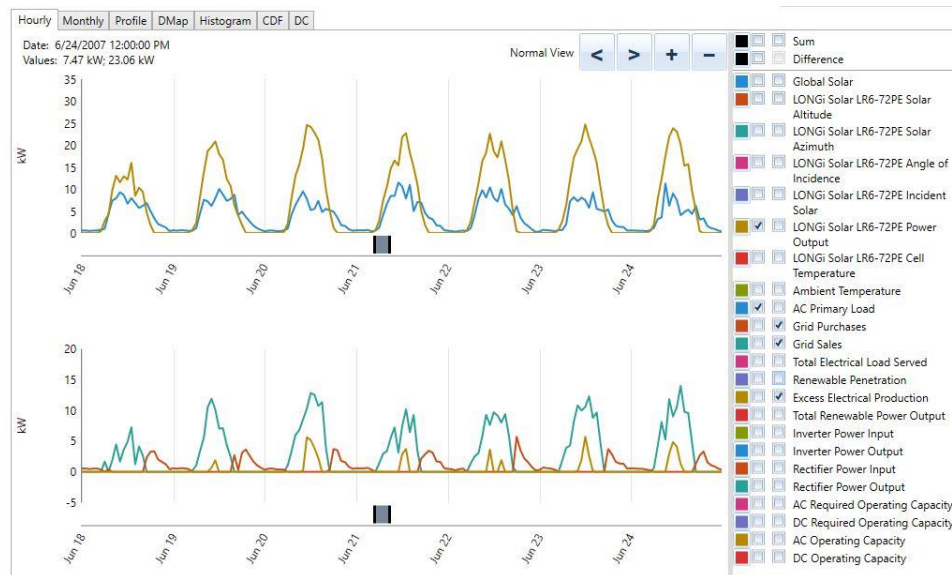 Hourly Monthly Profile DMap Histogram CDF DC
Date: 6/24/2007 12:00:00 PM
Values: 7.47 kW; 23.06 kW
Normal View < > + −
35
30
25
20
15
10
5
0
kW
Jun 18 Jun 19 Jun 20 Jun 21 Jun 22 Jun 23 Jun 24
20
15
10
5
0
-5
kW
Jun 18 Jun 19 Jun 20 Jun 21 Jun 22 Jun 23 Jun 24
Sum
Difference
Global Solar
LONGi Solar LR6-72PE Solar
Altitude
LONGi Solar LR6-72PE Solar
Azimuth
LONGi Solar LR6-72PE Angle of
Incidence
LONGi Solar LR6-72PE Incident
Solar
LONGi Solar LR6-72PE Power
Output
LONGi Solar LR6-72PE Cell
Temperature
Ambient Temperature
AC Primary Load
Grid Purchases
Grid Sales
Total Electrical Load Served
Renewable Penetration
Excess Electrical Production
Total Renewable Power Output
Inverter Power Input
Inverter Power Output
Rectifier Power Input
Rectifier Power Output
AC Required Operating Capacity
DC Required Operating Capacity
AC Operating Capacity
DC Operating Capacity